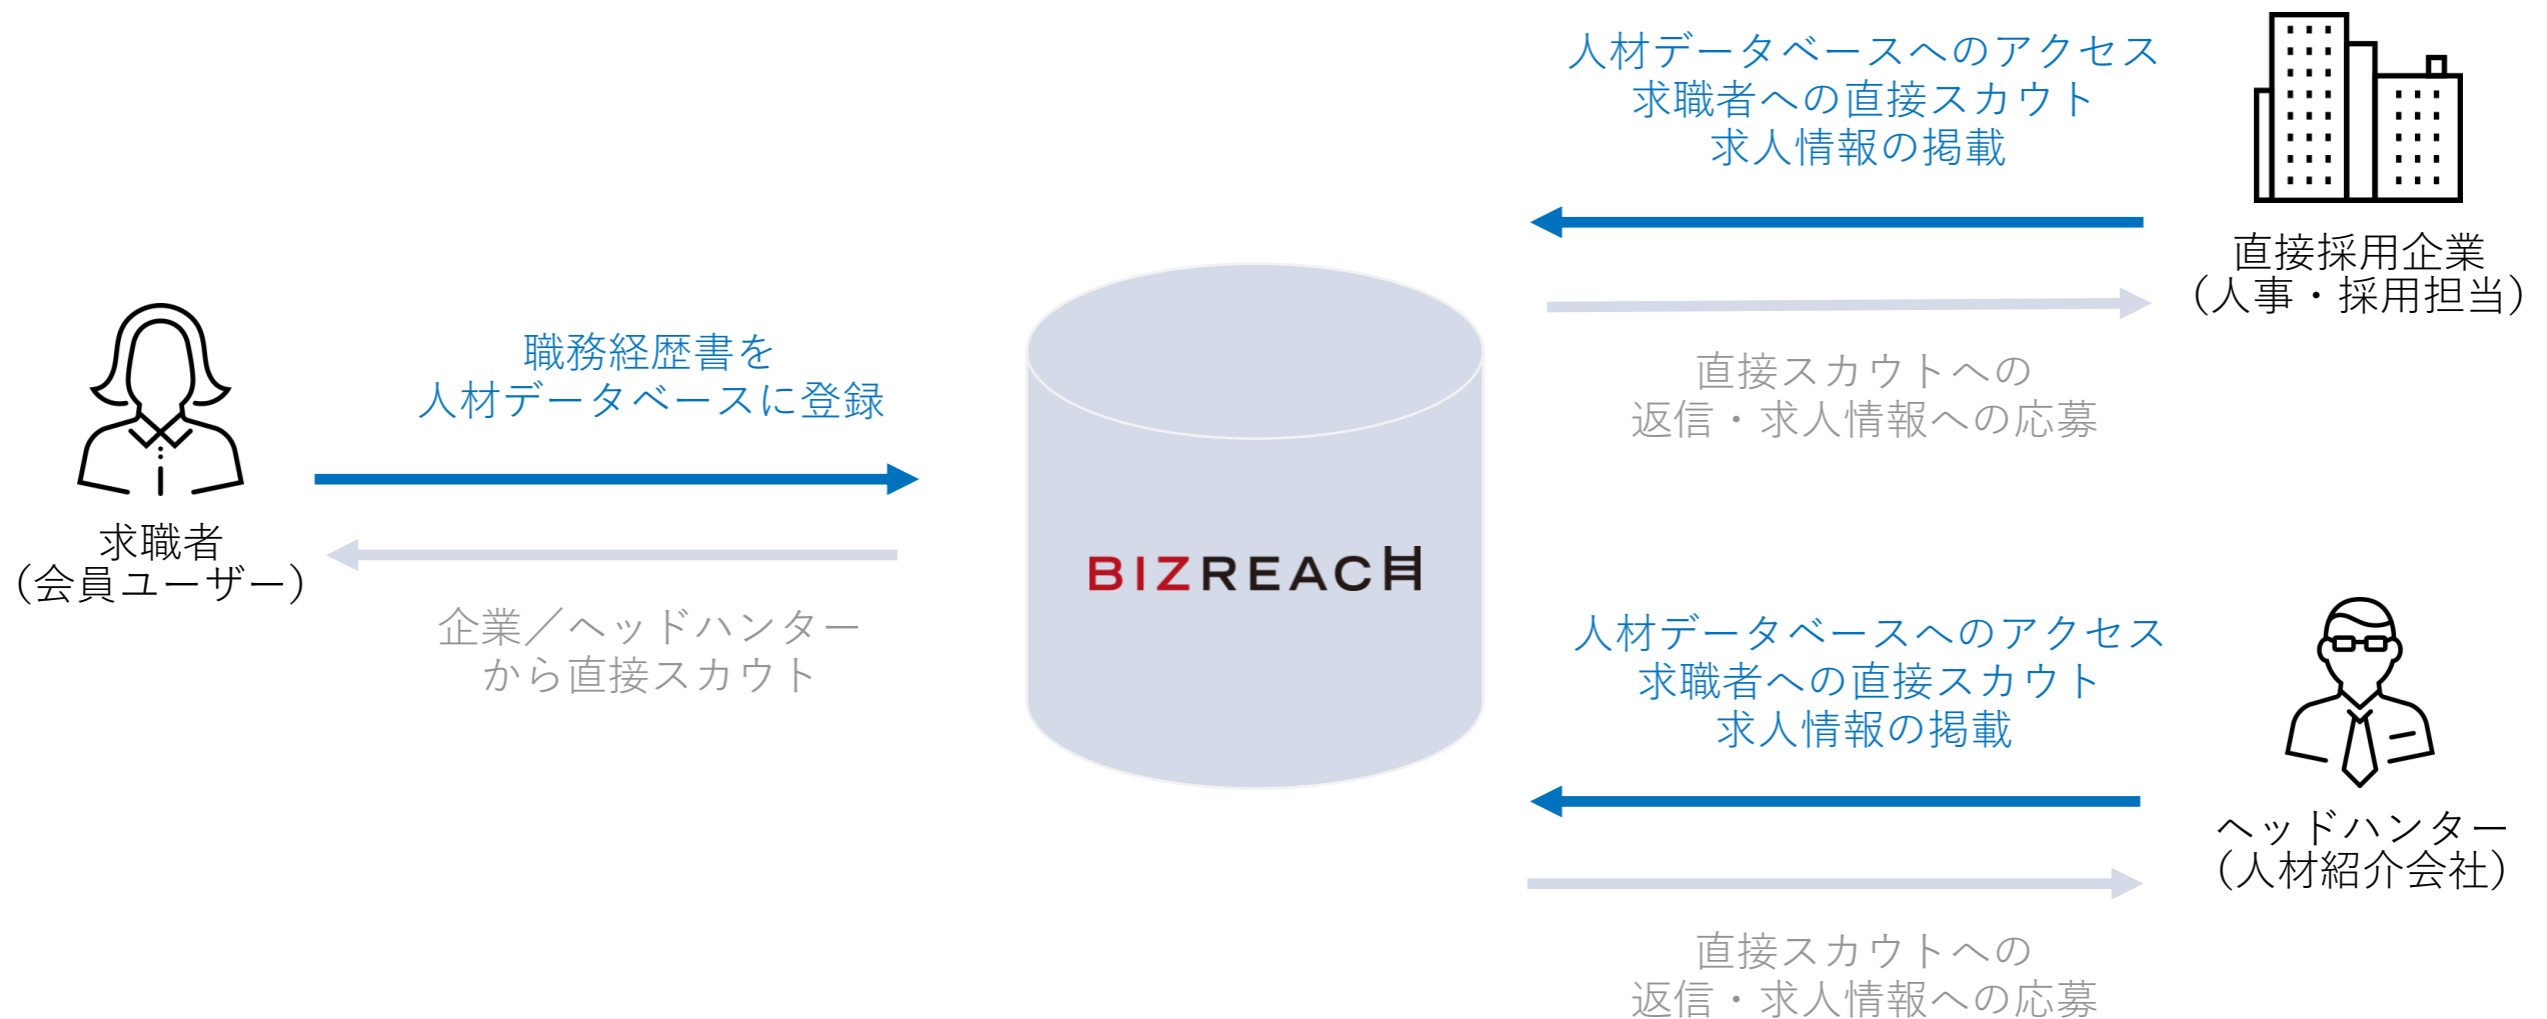 職務経歴書を
人材データベースに登録
求職者
（会員ユーザー）
企業／ヘッドハンター
から直接スカウト
BIZREACH
人材データベースへのアクセス
求職者への直接スカウト
求人情報の掲載
直接採用企業
（人事・採用担当）
直接スカウトへの
返信・求人情報への応募
人材データベースへのアクセス
求職者への直接スカウト
求人情報の掲載
ヘッドハンター
（人材紹介会社）
直接スカウトへの
返信・求人情報への応募